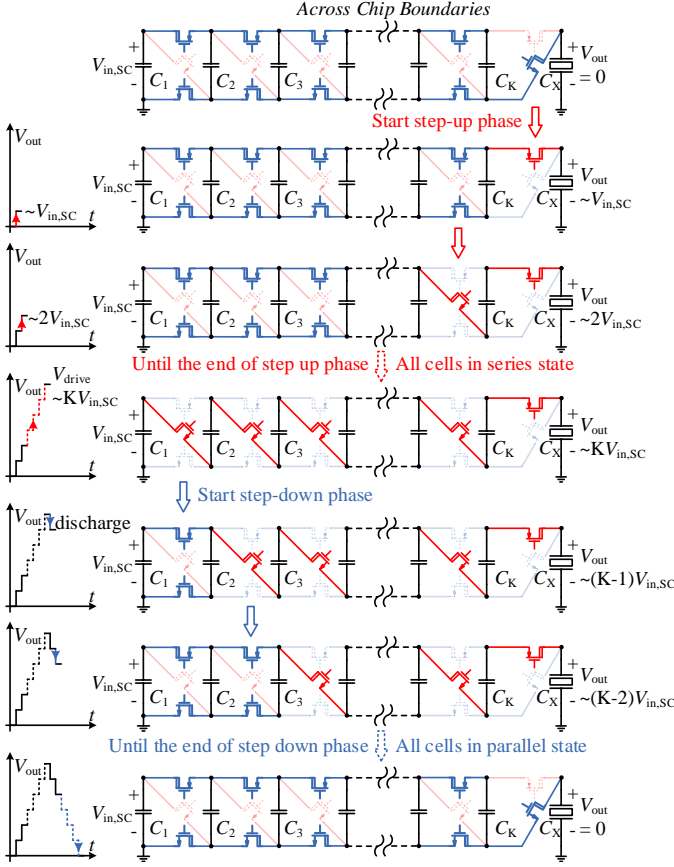 Across Chip Boundaries
+ V_in,SC - C_1 C_2 C_3 C_K C_X + V_out - = 0
Start step-up phase
V_out ~V_in,SC t
+ V_in,SC - C_1 C_2 C_3 C_K C_X + V_out - ~V_in,SC
V_out ~2V_in,SC t
+ V_in,SC - C_1 C_2 C_3 C_K C_X + V_out - ~2V_in,SC
Until the end of step up phase All cells in series state
V_out V_drive ~KV_in,SC t
+ V_in,SC - C_1 C_2 C_3 C_K C_X + V_out - ~KV_in,SC
Start step-down phase
V_out discharge t
+ V_in,SC - C_1 C_2 C_3 C_K C_X + V_out - ~(K-1)V_in,SC
V_out t
+ V_in,SC - C_1 C_2 C_3 C_K C_X + V_out - ~(K-2)V_in,SC
Until the end of step down phase All cells in parallel state
V_out t
+ V_in,SC - C_1 C_2 C_3 C_K C_X + V_out - = 0